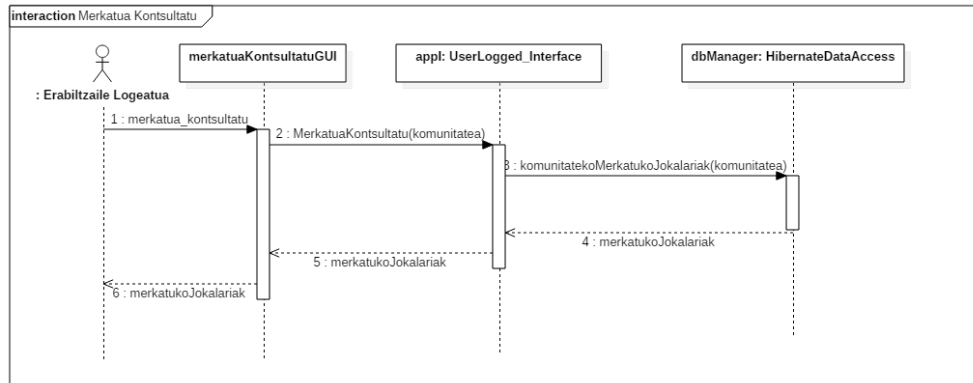 interaction Merkatua Kontsultatu
merkatuaKontsultatuGUI
appI: UserLogged_Interface
dbManager: HibernateDataAccess
: Erabiltzaile Logeatua
1 : merkatua_kontsultatu
2 : MerkatuaKontsultatu(komunitatea)
3 : komunitatekoMerkatukoJokalariak(komunitatea)
4 : merkatukoJokalariak
5 : merkatukoJokalariak
6 : merkatukoJokalariak